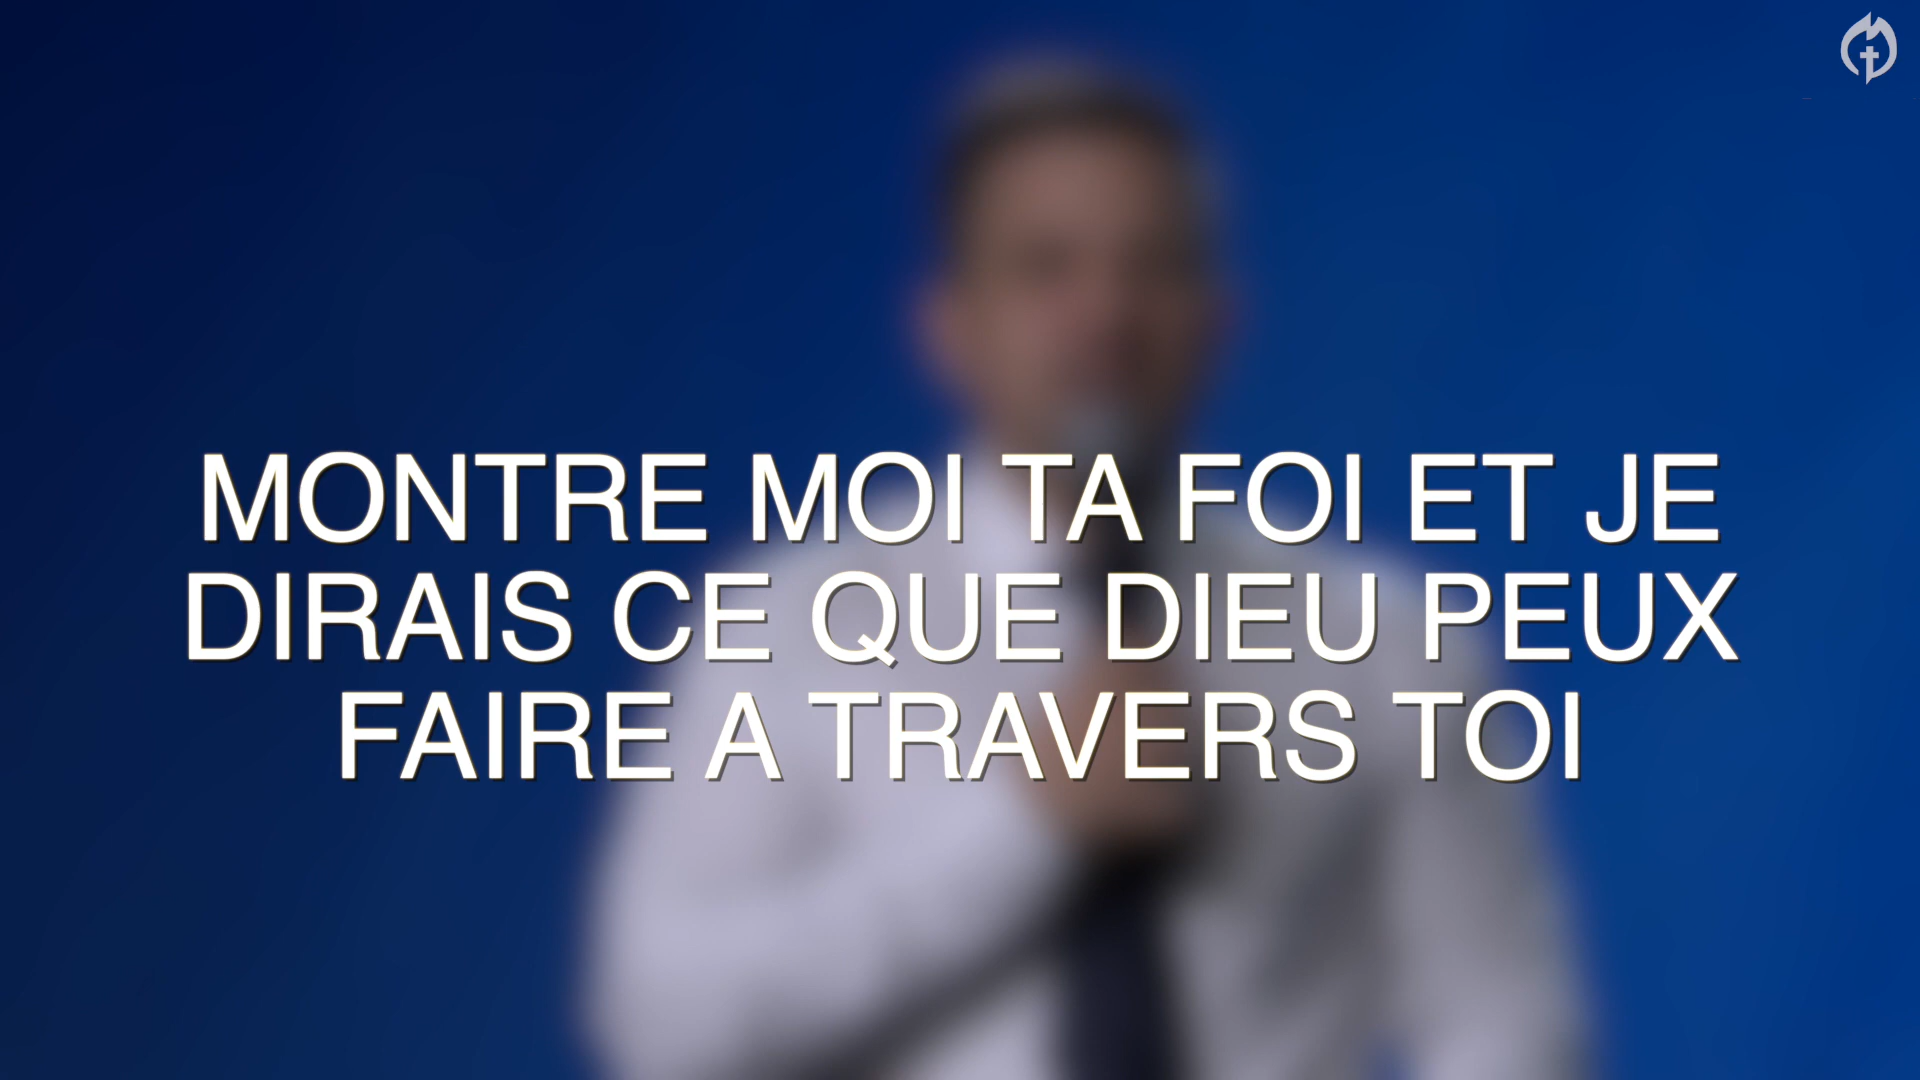 MONTRE MOI TA FOI ET JE
DIRAIS CE QUE DIEU PEUX
FAIRE A TRAVERS TOI